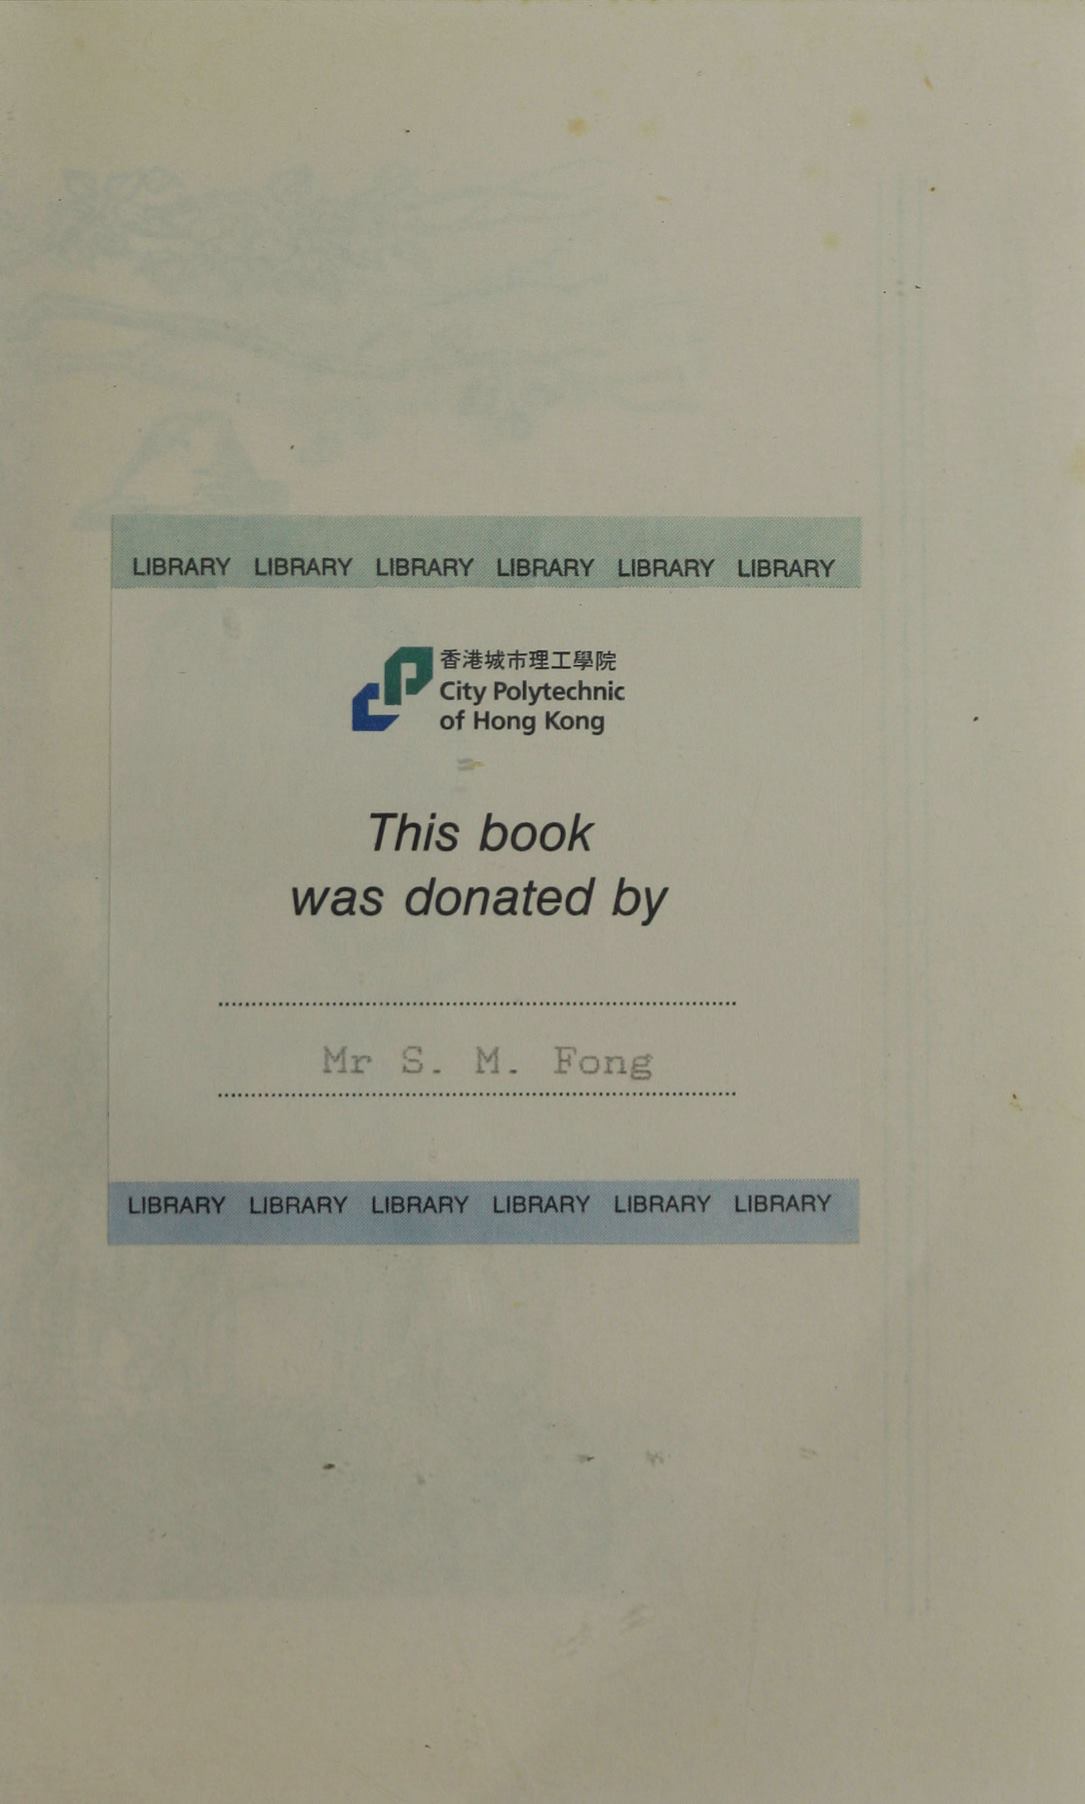 LIBRARY LIBRARY LIBRARY LIBRARY LIBRARY LIBRARY
香港城市理工學院
City Polytechnic
of Hong Kong
This book
was donated by
Mr S. M. Fong
LIBRARY LIBRARY LIBRARY LIBRARY LIBRARY LIBRARY